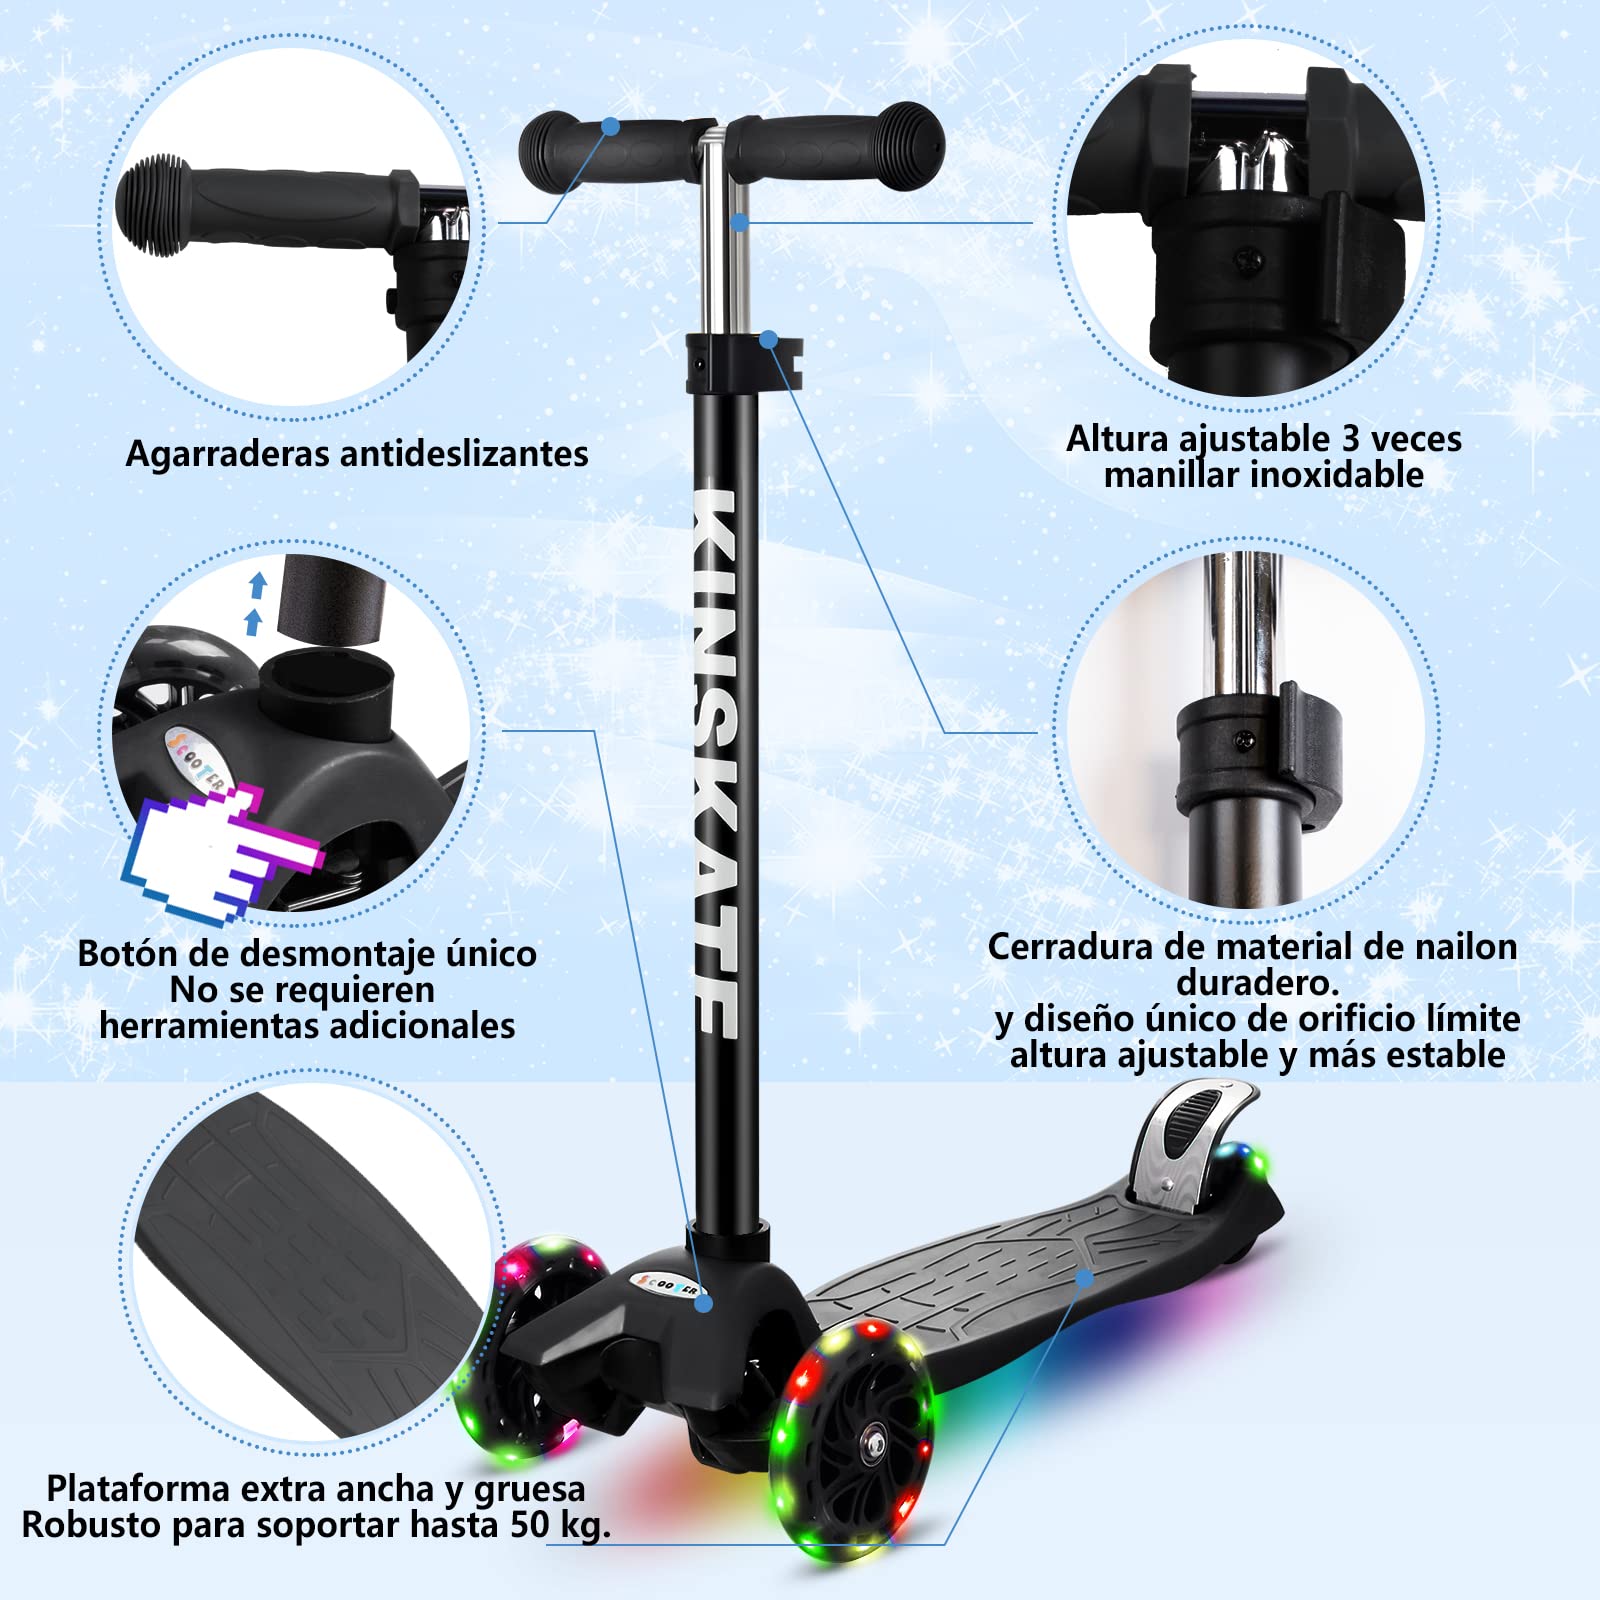 Agarraderas antideslizantes
Altura ajustable 3 veces
manillar inoxidable
KINSKATE
SCOOTER
Botón de desmontaje único
No se requieren
herramientas adicionales
Cerradura de material de nailon
duradero.
y diseño único de orificio límite
altura ajustable y más estable
SCOOTER
Plataforma extra ancha y gruesa
Robusto para soportar hasta 50 kg.